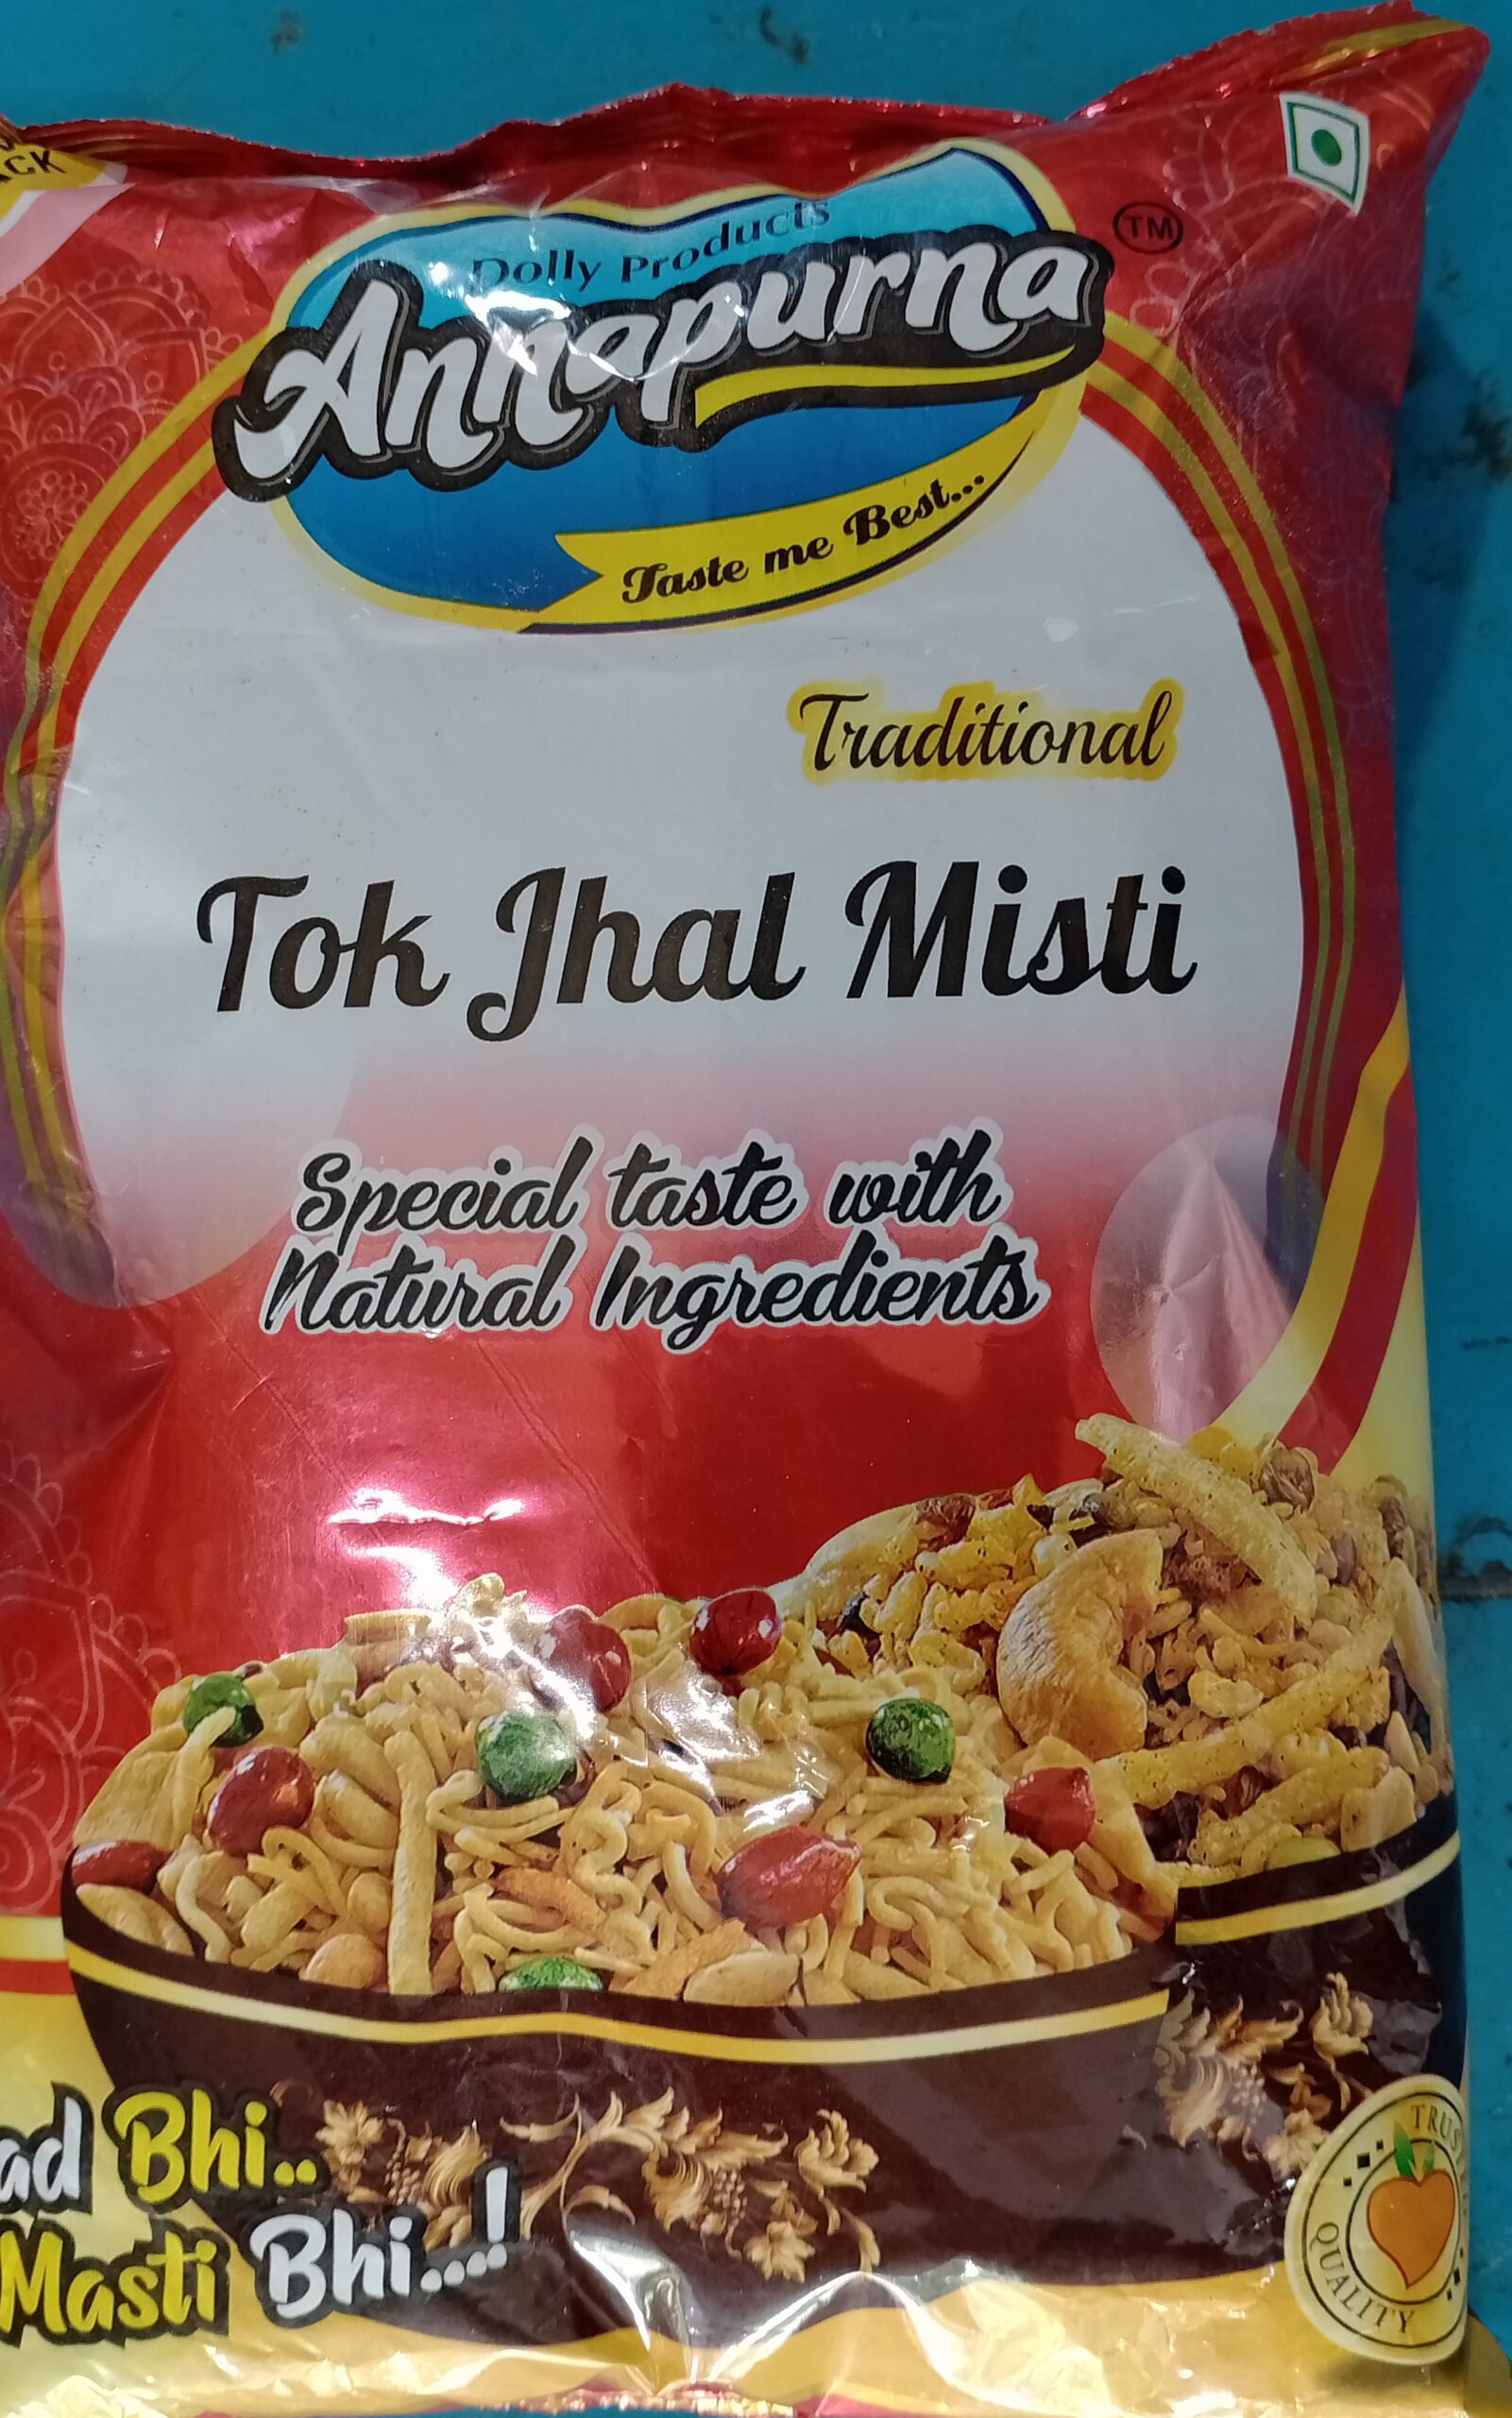 Dolly Products
Annapurna
TM
Taste me Best...
Traditional
Tok Jhal Misti
Special taste with
Natural Ingredients
Bhi..
Masti Bhi...!
QUALITY